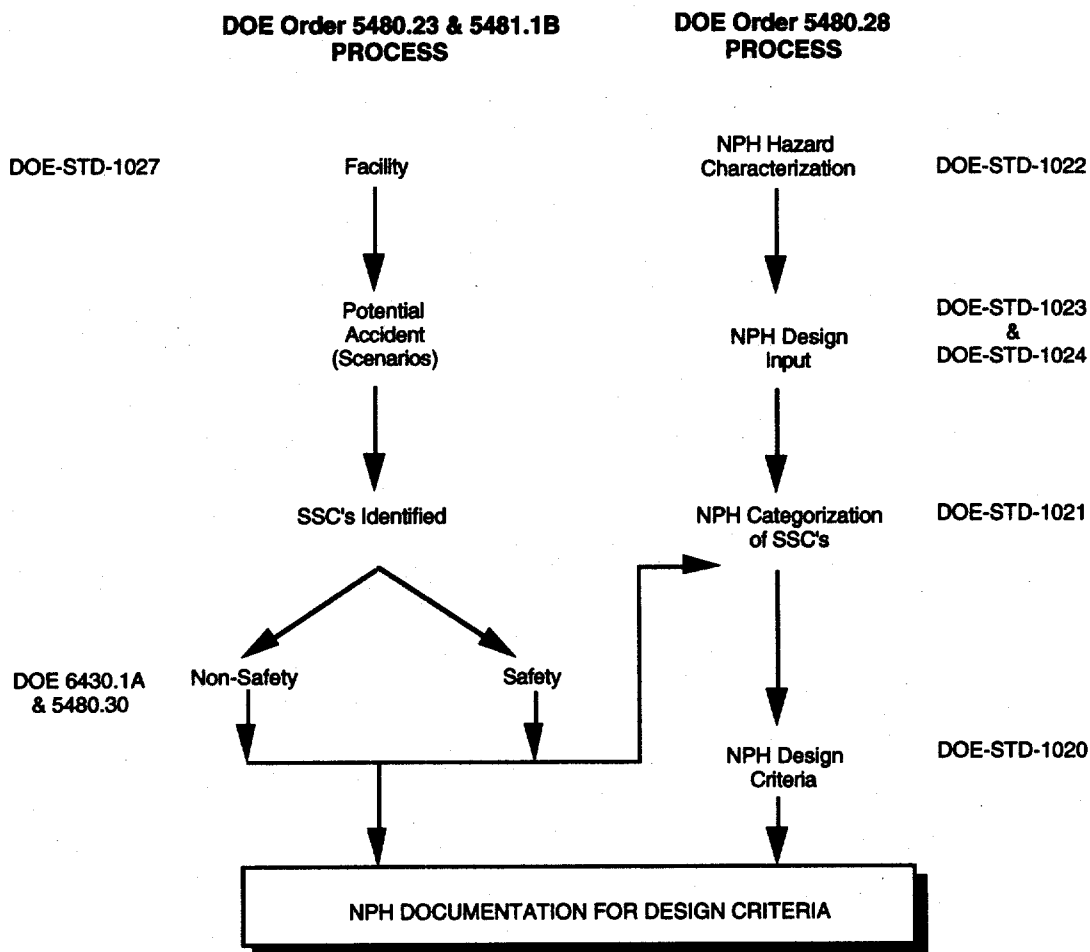 DOE Order 5480.23 & 5481.1B
PROCESS
DOE Order 5480.28
PROCESS
DOE-STD-1027
Facility
NPH Hazard
Characterization
DOE-STD-1022
Potential
Accident
(Scenarios)
NPH Design
Input
DOE-STD-1023
&
DOE-STD-1024
SSC's Identified
NPH Categorization
of SSC's
DOE-STD-1021
DOE 6430.1A
& 5480.30
Non-Safety
Safety
NPH Design
Criteria
DOE-STD-1020
NPH DOCUMENTATION FOR DESIGN CRITERIA